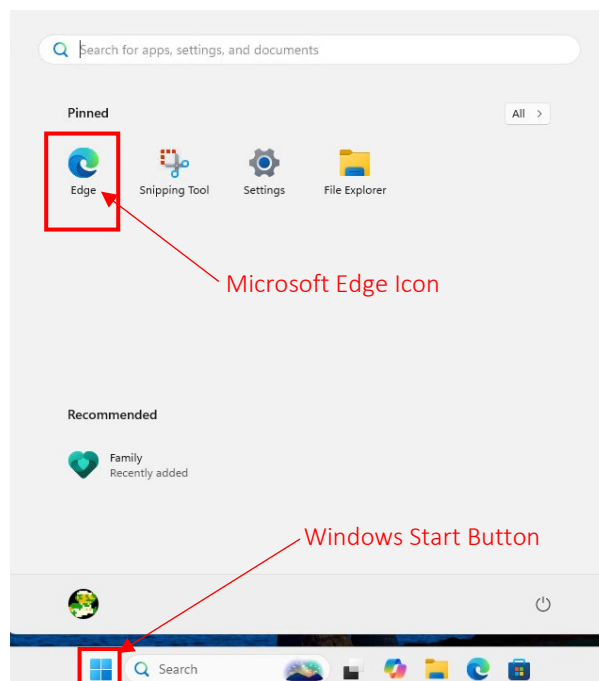 Search for apps, settings, and documents
Pinned
All >
Edge
Snipping Tool
Settings
File Explorer
Microsoft Edge Icon
Recommended
Family
Recently added
Windows Start Button
Search